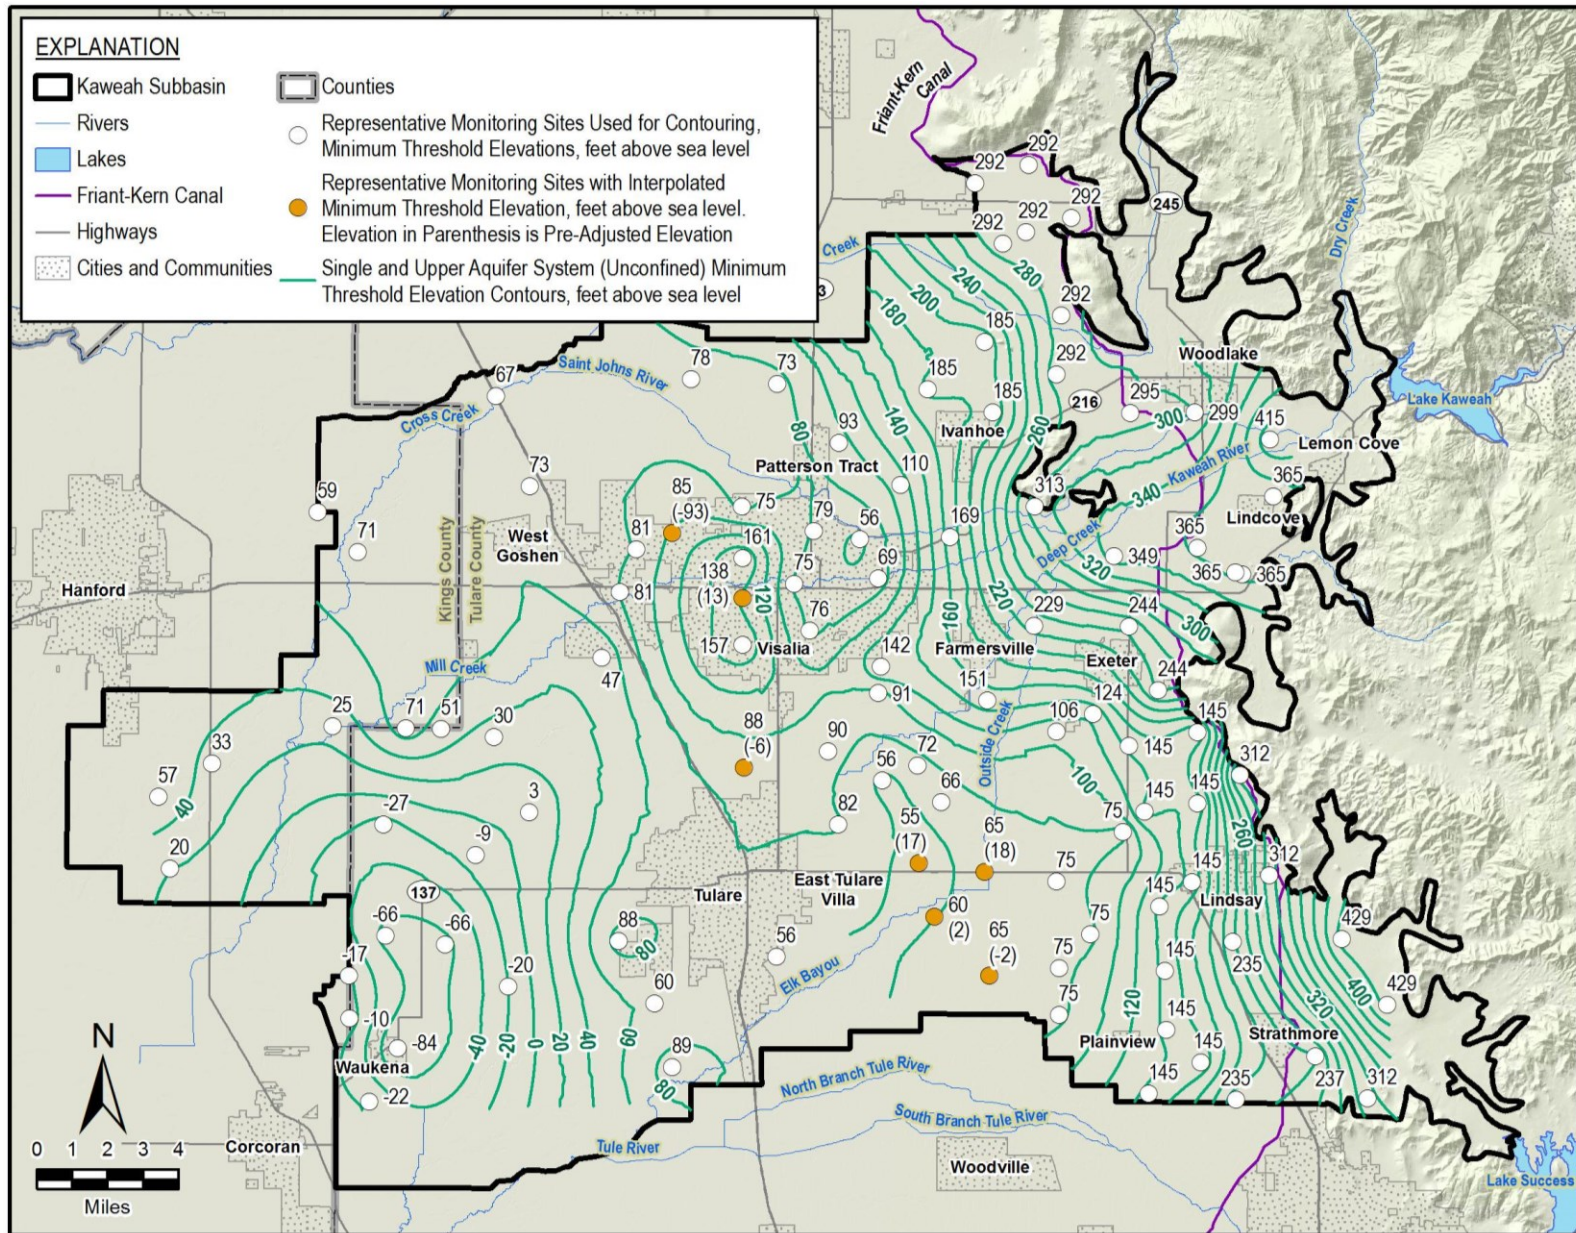 EXPLANATION
Kaweah Subbasin
Rivers
Lakes
Friant-Kern Canal
Highways
Cities and Communities
Counties
Representative Monitoring Sites Used for Contouring,
Minimum Threshold Elevations, feet above sea level
Representative Monitoring Sites with Interpolated
Minimum Threshold Elevation, feet above sea level.
Elevation in Parenthesis is Pre-Adjusted Elevation
Single and Upper Aquifer System (Unconfined) Minimum
Threshold Elevation Contours, feet above sea level
Friant-Kern
Canal
292
292
292
245
292
292
Creek
Dry Creek
240
280
3
200
292
180
185
Saint Johns River
78
73
292
Woodlake
67
185
185
216
295
Lake Kaweah
Cross Creek
80
93
140
Ivanhoe
260
300
299
415
Lemon Cove
73
Patterson Tract
110
Kaweah River
59
85
(-93)
75
79
313
340
365
Lindcove
71
81
56
169
Deep Creek
365
West
Goshen
161
349
Kings County
Tulare County
138
(13)
75
69
320
365
365
Hanford
81
120
76
160
220
229
244
300
Mill Creek
157
Visalia
142
Farmersville
Exeter
47
91
151
124
244
25
71
51
30
88
(-6)
90
72
106
145
145
33
56
66
Outside Creek
312
57
40
3
82
100
145
145
-27
55
(17)
65
(18)
75
260
-9
20
145
312
137
Tulare
East Tulare
Villa
75
145
Lindsay
-66
-66
88
80
60
(2)
75
429
-17
56
65
(-2)
-20
Elk Bayou
75
145
235
60
400
429
-10
75
120
145
320
N
-84
-40
-20
0
20
40
60
89
Plainview
Strathmore
Waukena
80
145
145
235
237
312
-22
North Branch Tule River
South Branch Tule River
0 1 2 3 4
Miles
Corcoran
Tule River
Woodville
Lake Success